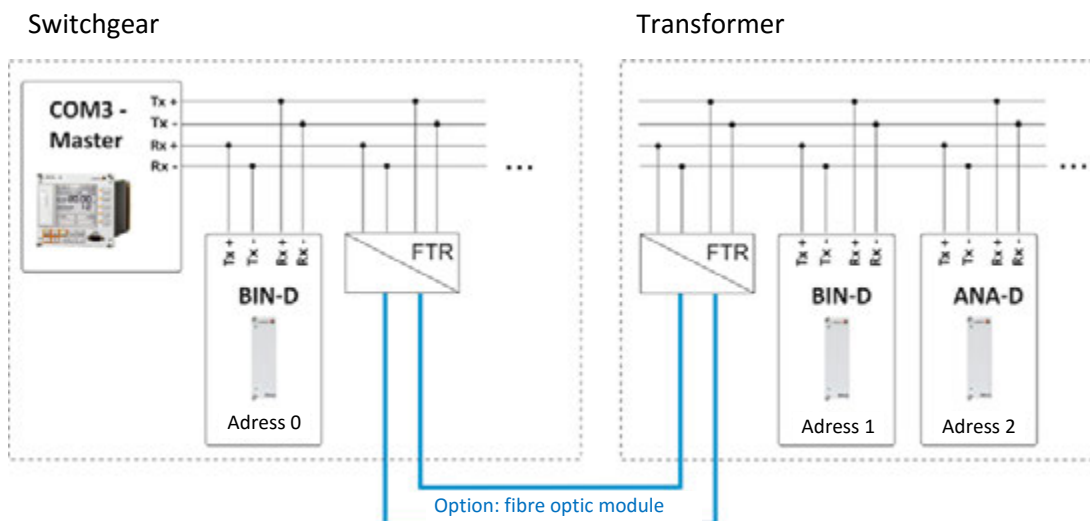 Switchgear
Transformer
COM3 -
Master
Tx +
Tx -
Rx +
Rx -
...
...
Tx +
Tx -
Rx +
Rx -
BIN-D
Adress 0
FTR
FTR
Tx +
Tx -
Rx +
Rx -
BIN-D
Adress 1
Tx +
Tx -
Rx +
Rx -
ANA-D
Adress 2
Option: fibre optic module